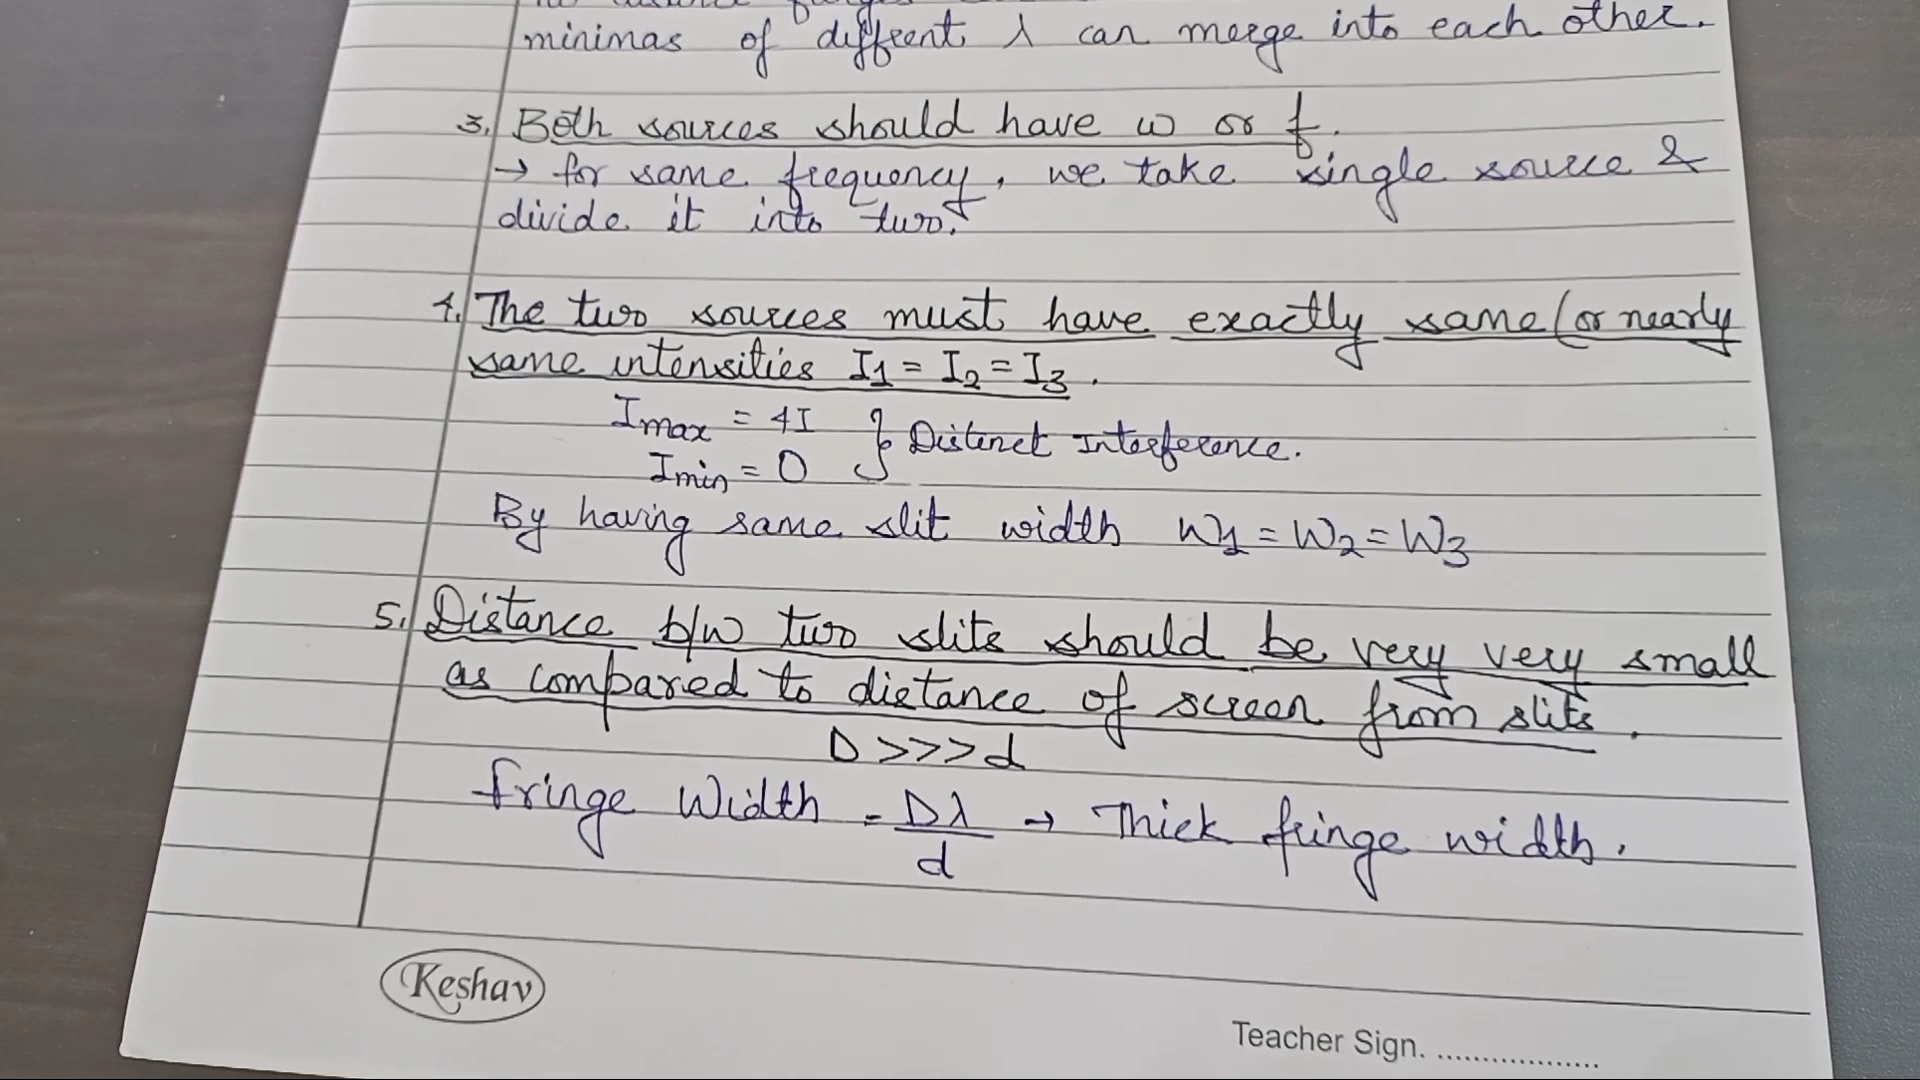 minimas of diffrent λ can merge into each other.
3. Both sources should have ω or f.
→ for same frequency, we take single source &
divide it into two.
4. The two sources must have exactly same (or nearly
same intensities I1 = I2 = I3.
Imax = 4I
Imin = 0 } Distinct Interference.
By having same slit width W1 = W2 = W3
5. Distance b/w two slits should be very very small
as compared to distance of screen from slits.
D >>> d
fringe Width = Dλ/d → Thick fringe width.
Keshav
Teacher Sign. ...................